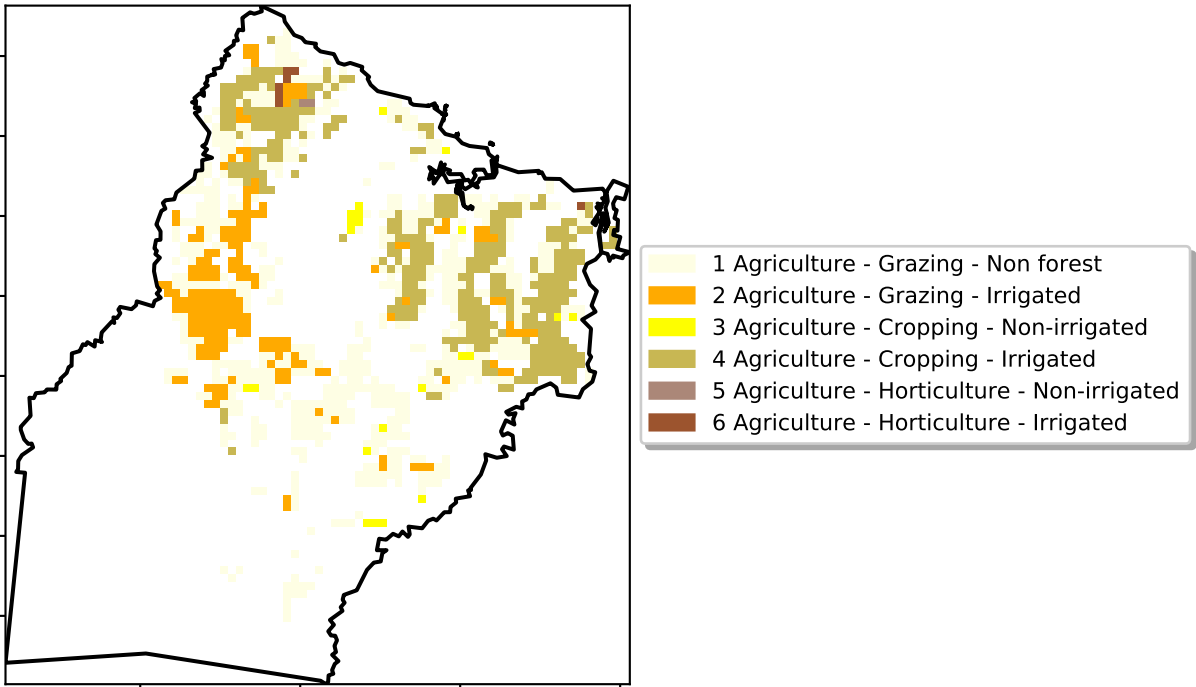 1 Agriculture - Grazing - Non forest
2 Agriculture - Grazing - Irrigated
3 Agriculture - Cropping - Non-irrigated
4 Agriculture - Cropping - Irrigated
5 Agriculture - Horticulture - Non-irrigated
6 Agriculture - Horticulture - Irrigated